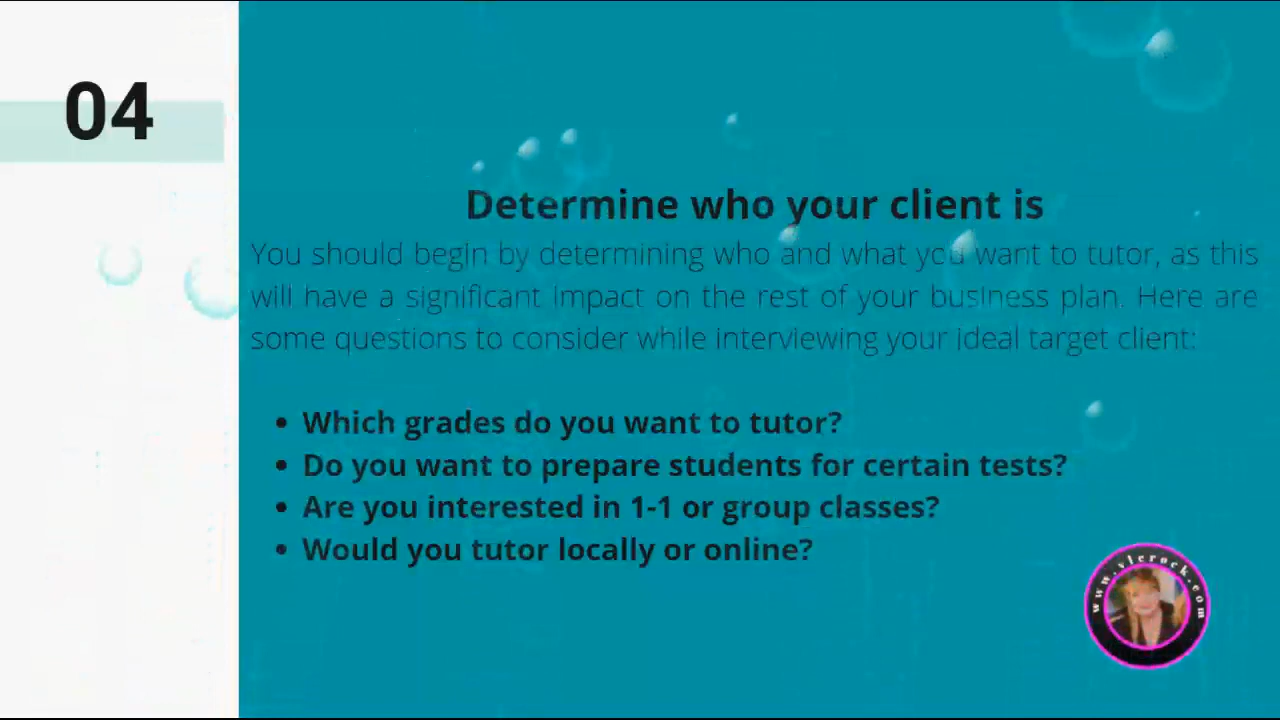 04
Determine who your client is
You should begin by determining who and what you want to tutor, as this
will have a significant impact on the rest of your business plan. Here are
some questions to consider while interviewing your ideal target client:
• Which grades do you want to tutor?
• Do you want to prepare students for certain tests?
• Are you interested in 1-1 or group classes?
• Would you tutor locally or online?
www.vlerock.com